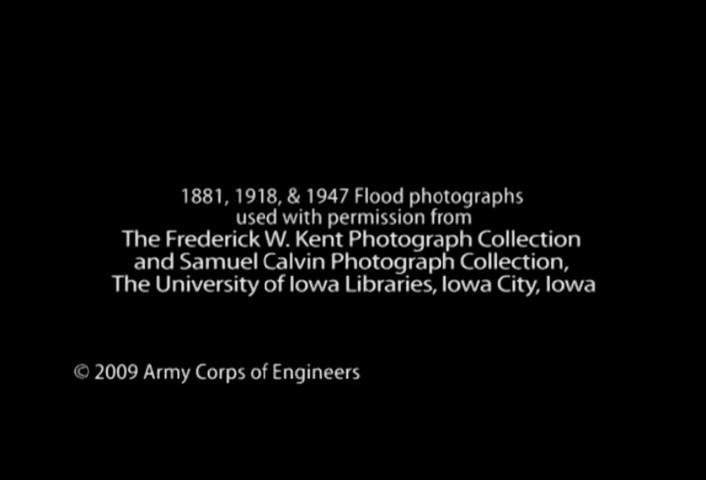 1881, 1918, & 1947 Flood photographs
used with permission from
The Frederick W. Kent Photograph Collection
and Samuel Calvin Photograph Collection,
The University of Iowa Libraries, Iowa City, Iowa
© 2009 Army Corps of Engineers